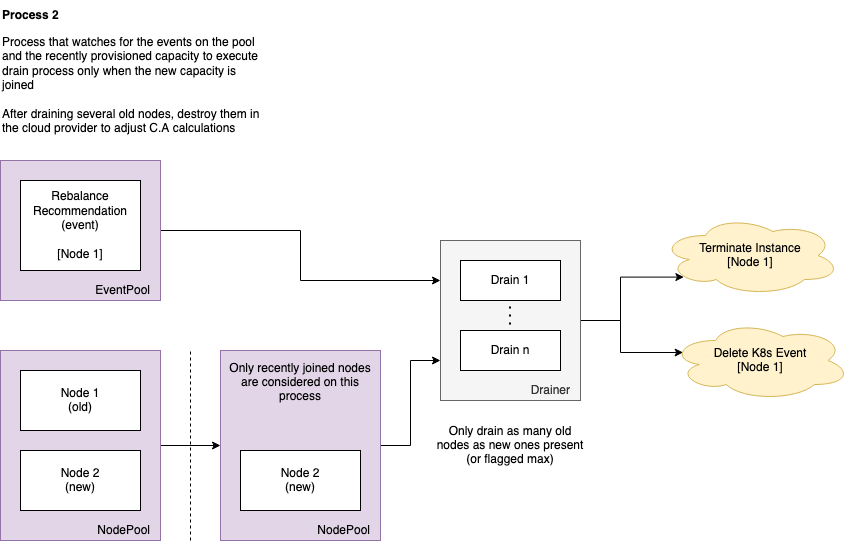 Process 2
Process that watches for the events on the pool
and the recently provisioned capacity to execute
drain process only when the new capacity is
joined
After draining several old nodes, destroy them in
the cloud provider to adjust C.A calculations
Rebalance
Recommendation
(event)
[Node 1]
EventPool
Node 1
(old)
Node 2
(new)
NodePool
Only recently joined nodes
are considered on this
process
Node 2
(new)
NodePool
Drain 1
Drain n
Drainer
Only drain as many old
nodes as new ones present
(or flagged max)
Terminate Instance
[Node 1]
Delete K8s Event
[Node 1]